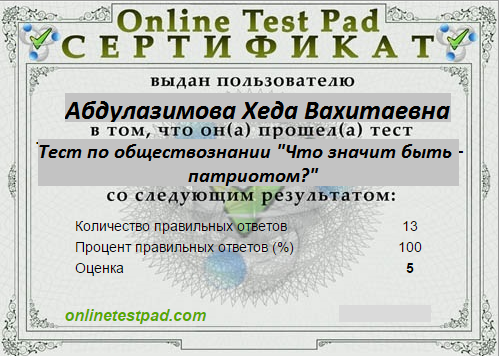 Online Test Pad
СЕРТИФИКАТ
выдан пользователю
Абдулазимова Хеда Вахитаевна
в том, что он(а) прошел(а) тест
Тест по обществознании "Что значит быть -
патриотом?"
со следующим результатом:
Количество правильных ответов 13
Процент правильных ответов (%) 100
Оценка 5
onlinetestpad.com